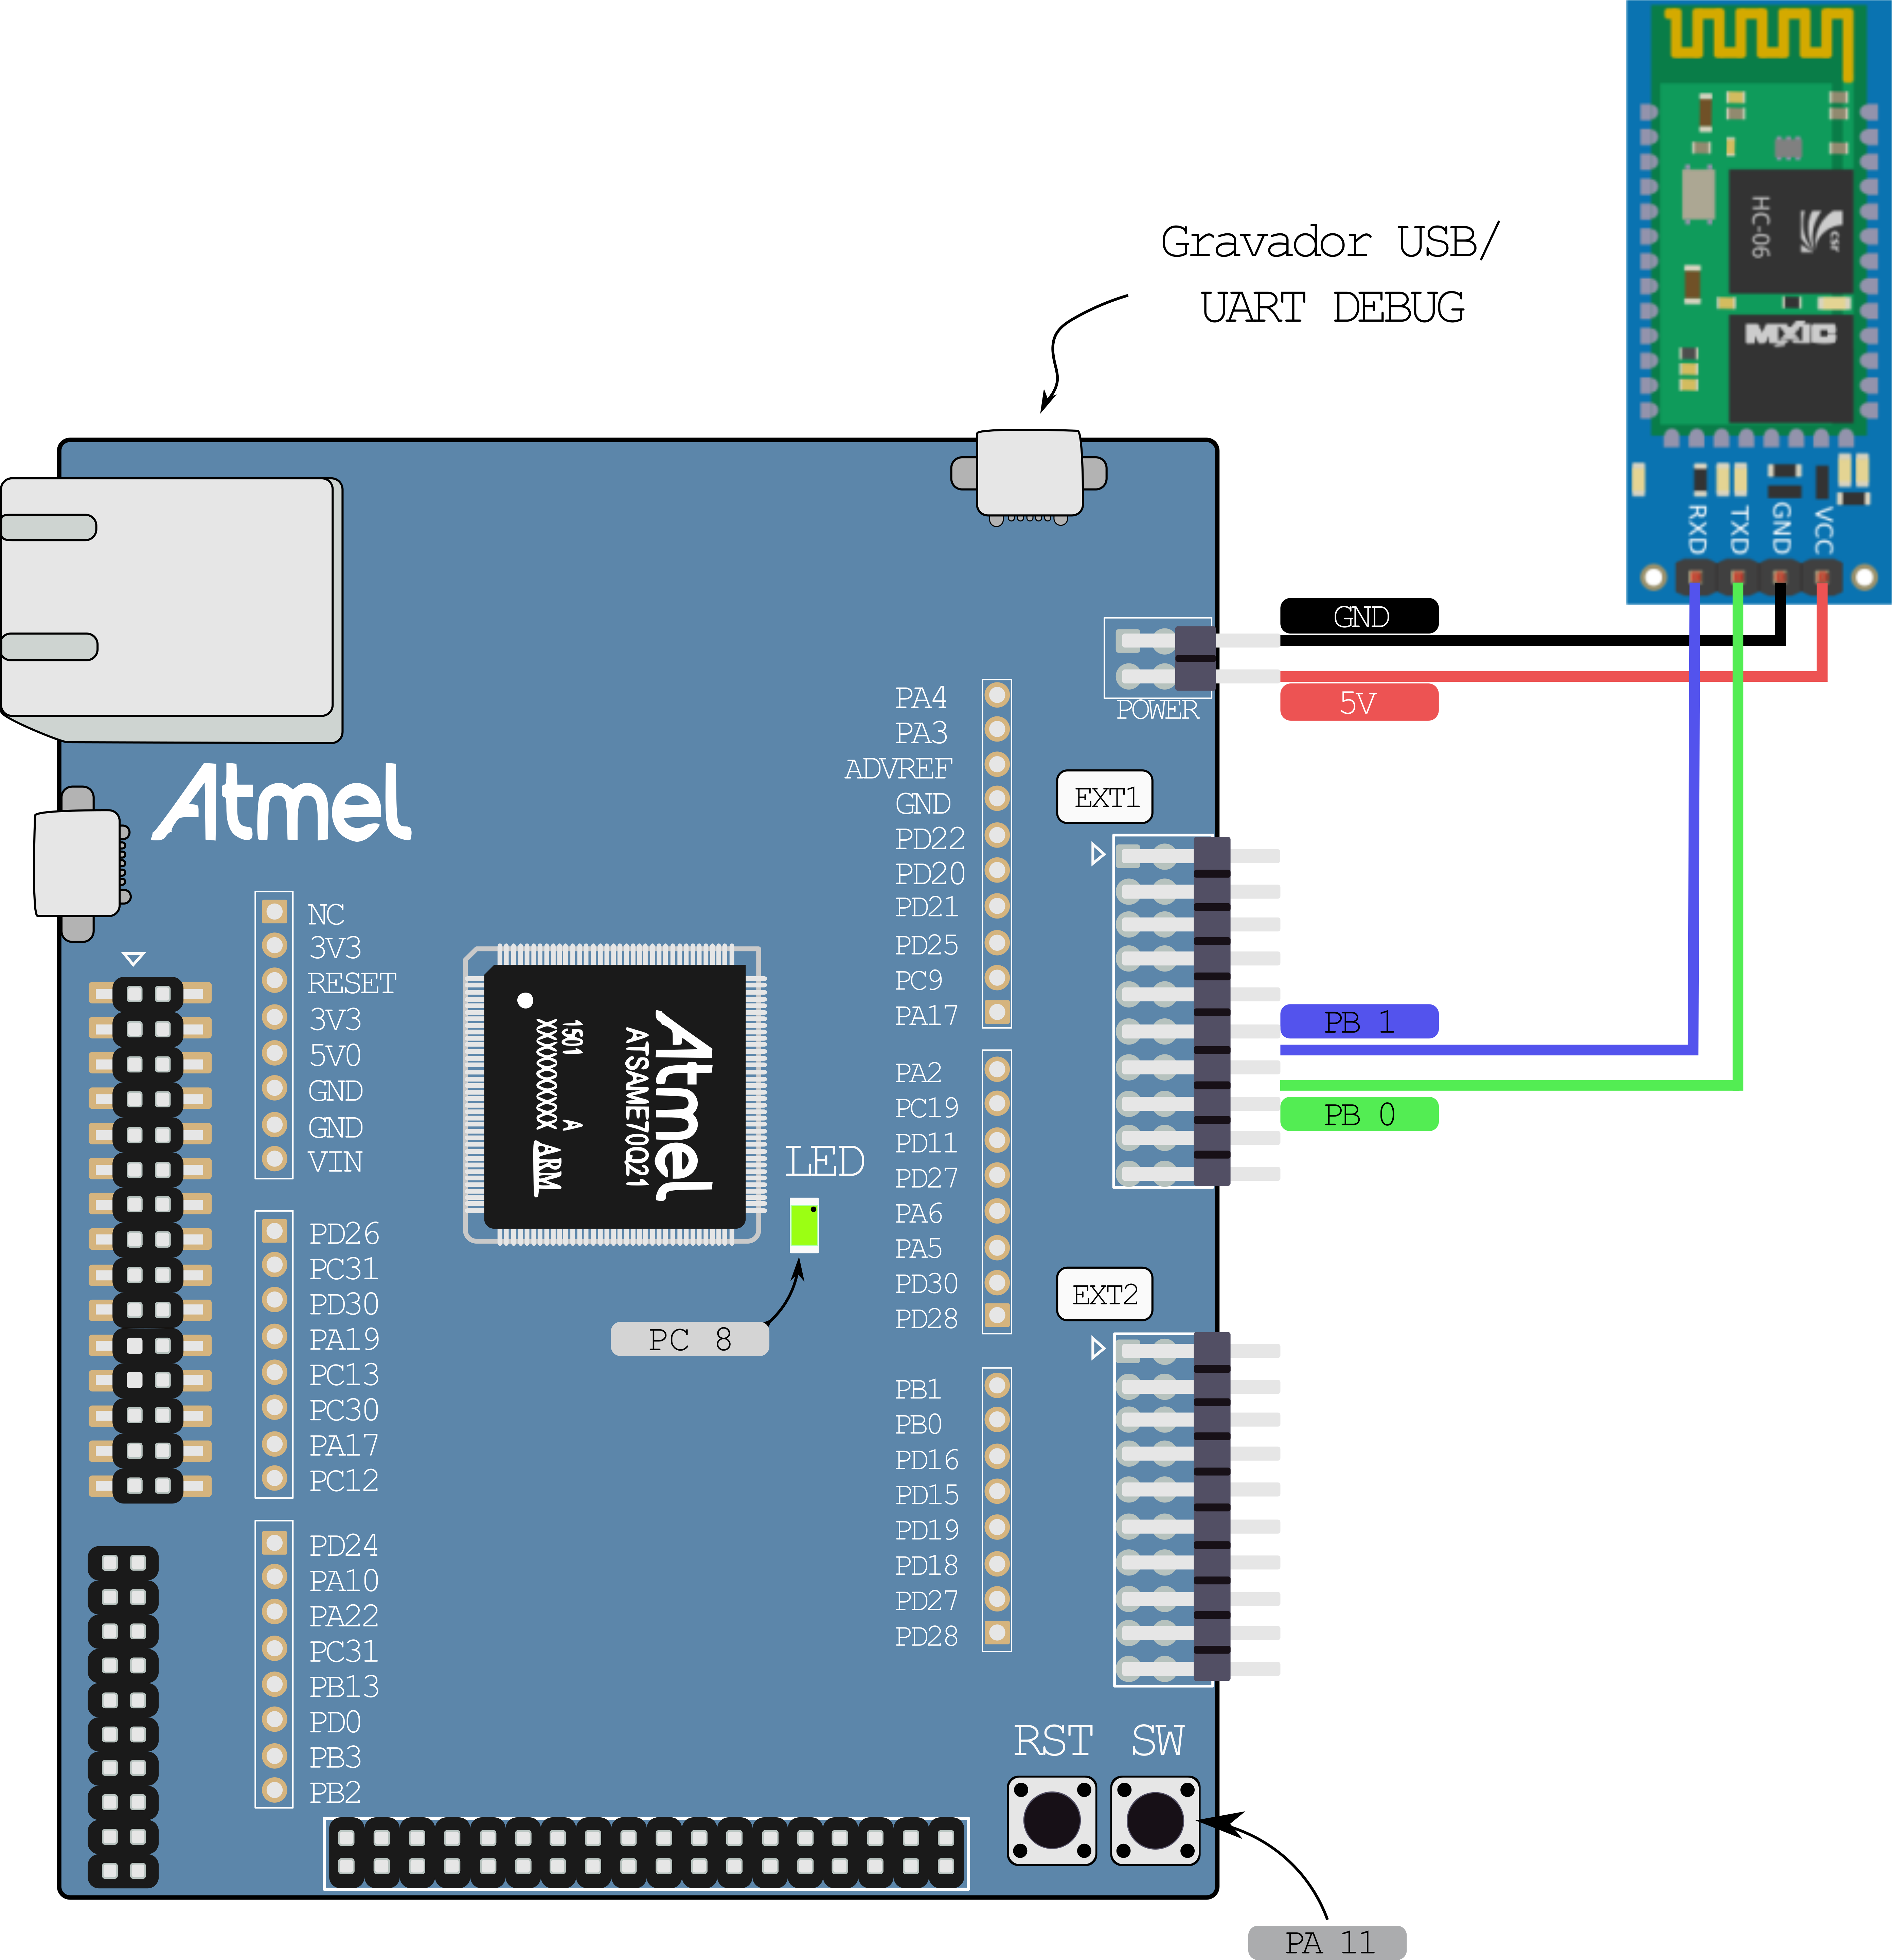 HC-06
csr
MXIC
RXD
TXD
GND
VCC
Gravador USB/
UART DEBUG
GND
5V
POWER
PA4
PA3
ADVREF
GND
PD22
PD20
PD21
PD25
PC9
PA17
EXT1
Atmel
NC
3V3
RESET
3V3
5V0
GND
GND
VIN
Atmel
ATSAME70Q21
1501 A
XXXXXXXXXX ARM
PB 1
PB 0
PA2
PC19
PD11
PD27
PA6
PA5
PD30
PD28
LED
PC 8
EXT2
PD26
PC31
PD30
PA19
PC13
PC30
PA17
PC12
PB1
PB0
PD16
PD15
PD19
PD18
PD27
PD28
PD24
PA10
PA22
PC31
PB13
PD0
PB3
PB2
RST SW
PA 11